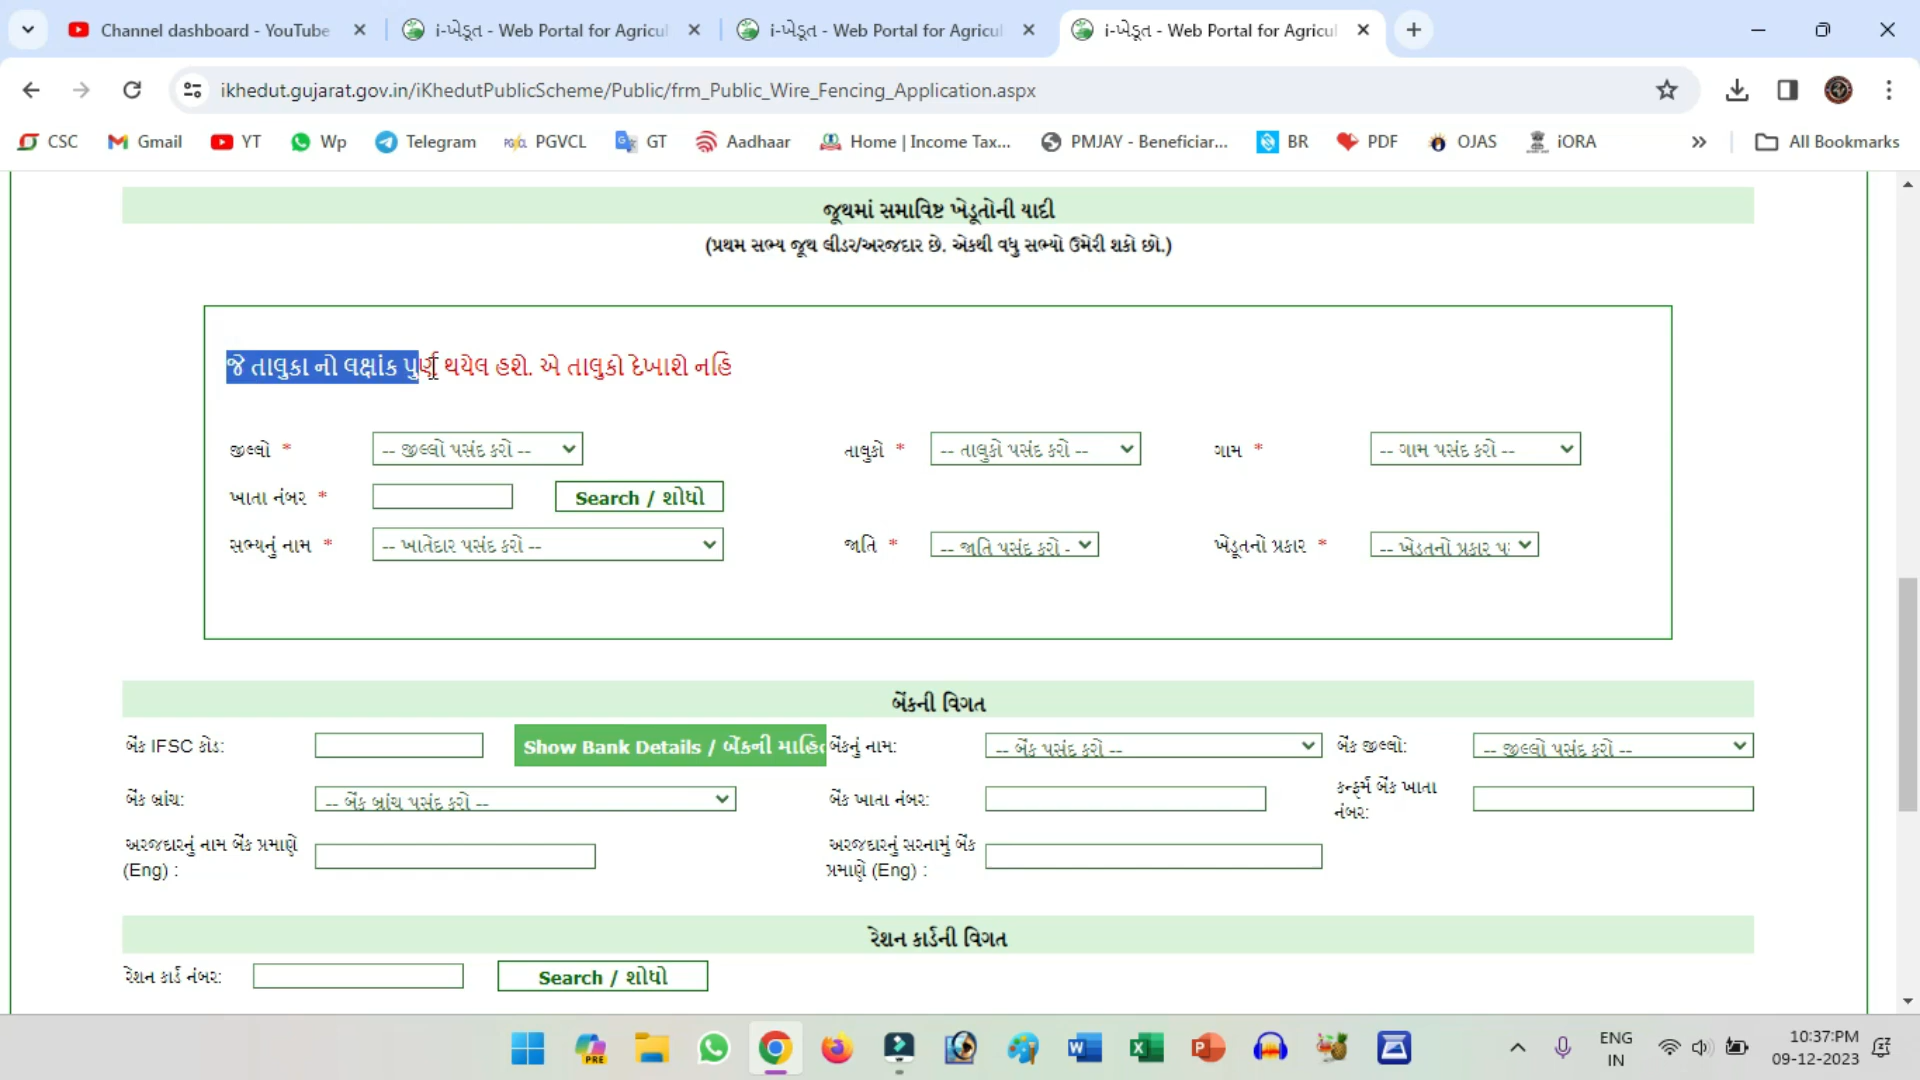 Channel dashboard - YouTube
i-ખેડૂત - Web Portal for Agricul
i-ખેડૂત - Web Portal for Agricul
i-ખેડૂત - Web Portal for Agricul
ikhedut.gujarat.gov.in/iKhedutPublicScheme/Public/frm_Public_Wire_Fencing_Application.aspx
CSC Gmail YT Wp Telegram PGVCL GT Aadhaar Home | Income Tax... PMJAY - Beneficiar... BR PDF OJAS iORA » All Bookmarks
જૂથમાં સમાવિષ્ટ ખેડૂતોની યાદી
(પ્રથમ સભ્ય જૂથ લીડર/અરજદાર છે. એકથી વધુ સભ્યો ઉમેરી શકો છો.)
જે તાલુકા નો લક્ષાંક પુર્ણ થયેલ હશે. એ તાલુકો દેખાશે નહિ
જીલ્લો * -- જીલ્લો પસંદ કરો -- તાલુકો * -- તાલુકો પસંદ કરો -- ગામ * -- ગામ પસંદ કરો --
ખાતા નંબર * Search / શોધો
સભ્યનું નામ * -- ખાતેદાર પસંદ કરો -- જાતિ * -- જાતિ પસંદ કરો - ખેડૂતનો પ્રકાર * -- ખેડૂતનો પ્રકાર પ
બેંકની વિગત
બેંક IFSC કોડ: Show Bank Details / બેંકની માહિ બેંકનું નામ: -- બેંક પસંદ કરો -- બેંક જીલ્લો: -- જીલ્લો પસંદ કરો --
બેંક બ્રાંચ: -- બેંક બ્રાંચ પસંદ કરો -- બેંક ખાતા નંબર: કન્ફર્મ બેંક ખાતા
નંબર:
અરજદારનું નામ બેંક પ્રમાણે અરજદારનું સરનામું બેંક
(Eng) : પ્રમાણે (Eng) :
રેશન કાર્ડની વિગત
રેશન કાર્ડ નંબર: Search / શોધો
PRE
ENG
IN
10:37:PM
09-12-2023